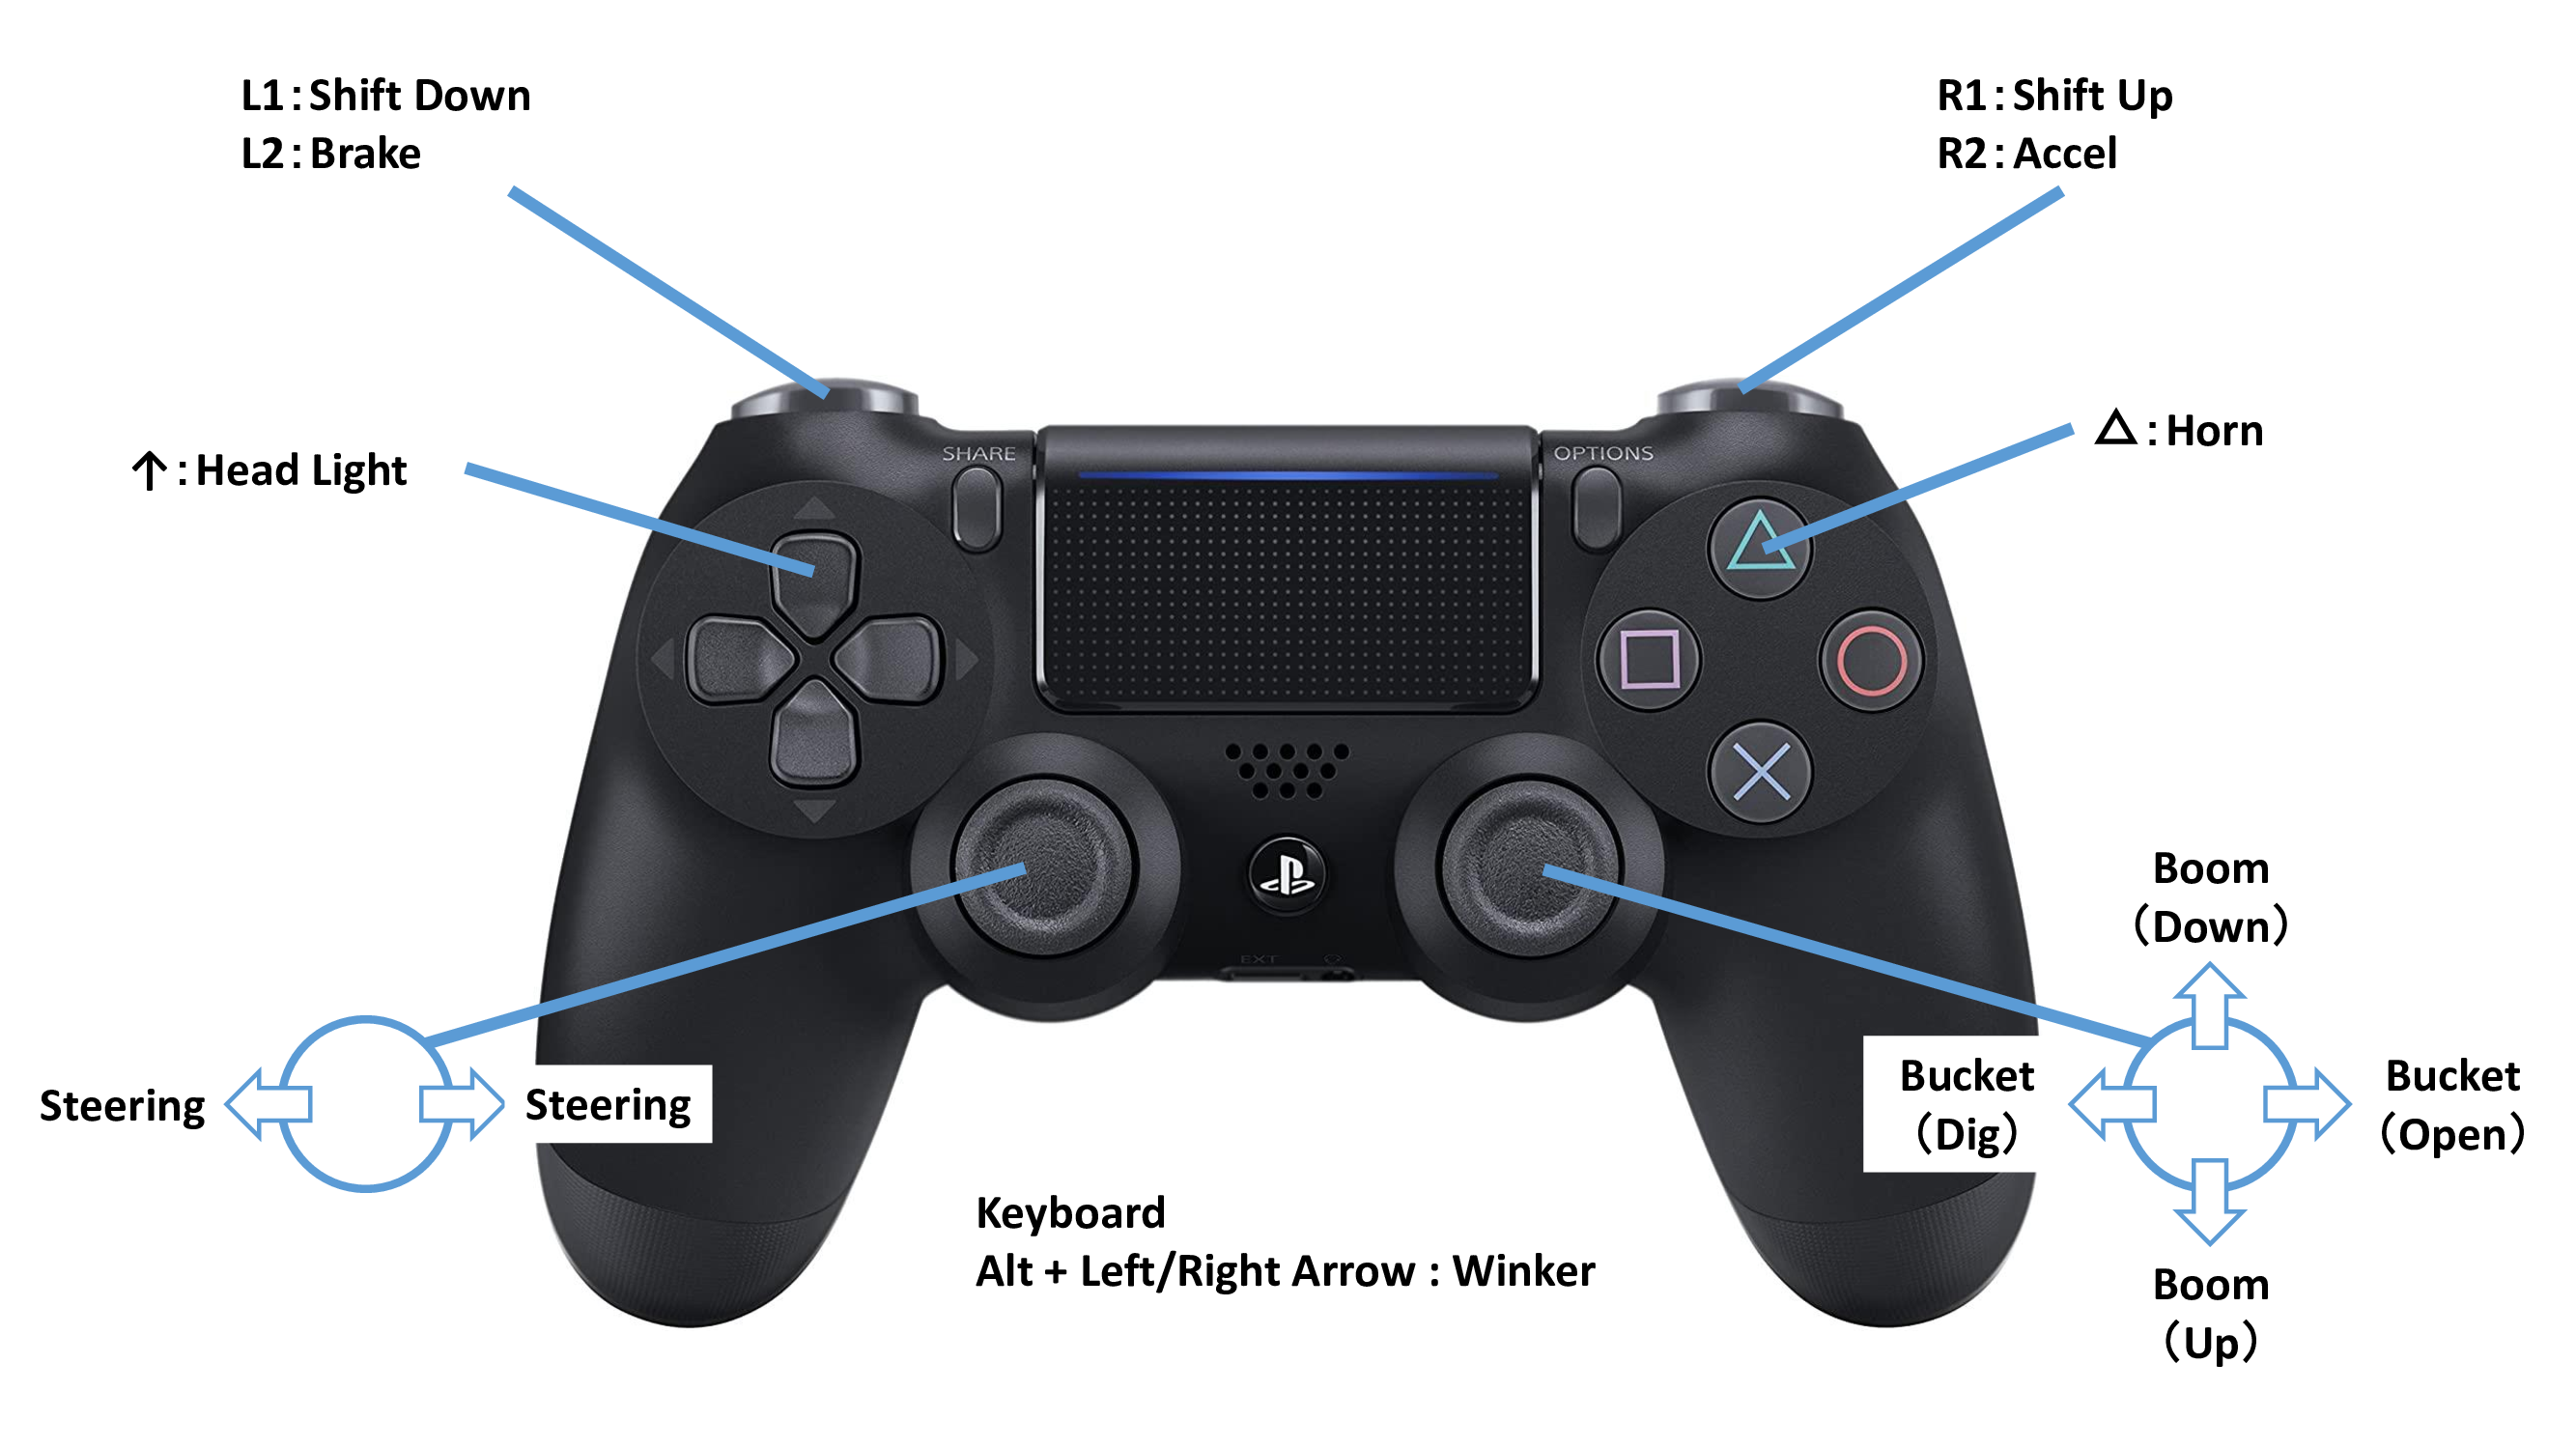 L1:Shift Down
L2:Brake
R1:Shift Up
R2:Accel
↑:Head Light
△:Horn
SHARE
OPTIONS
EXT
Steering
Steering
Boom
(Down)
Bucket
(Dig)
Bucket
(Open)
Boom
(Up)
Keyboard
Alt + Left/Right Arrow : Winker